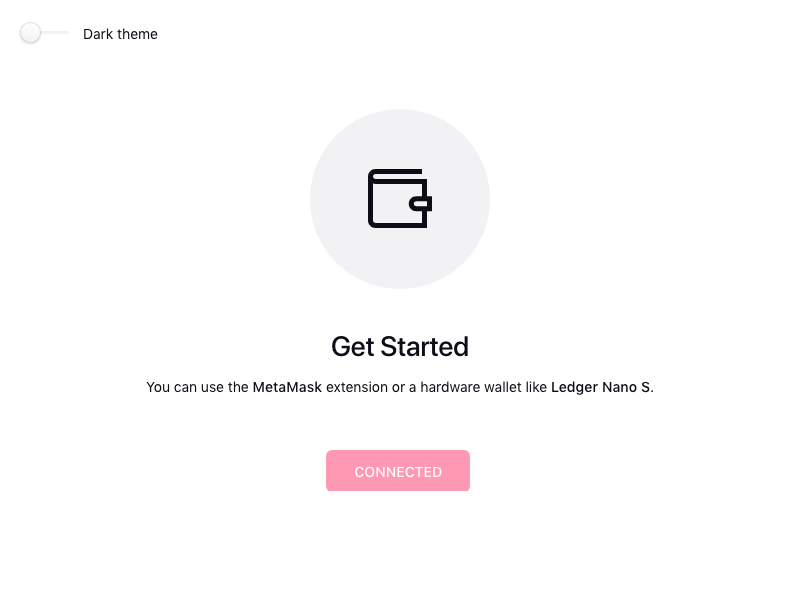 Dark theme
Get Started
You can use the MetaMask extension or a hardware wallet like Ledger Nano S.
CONNECTED